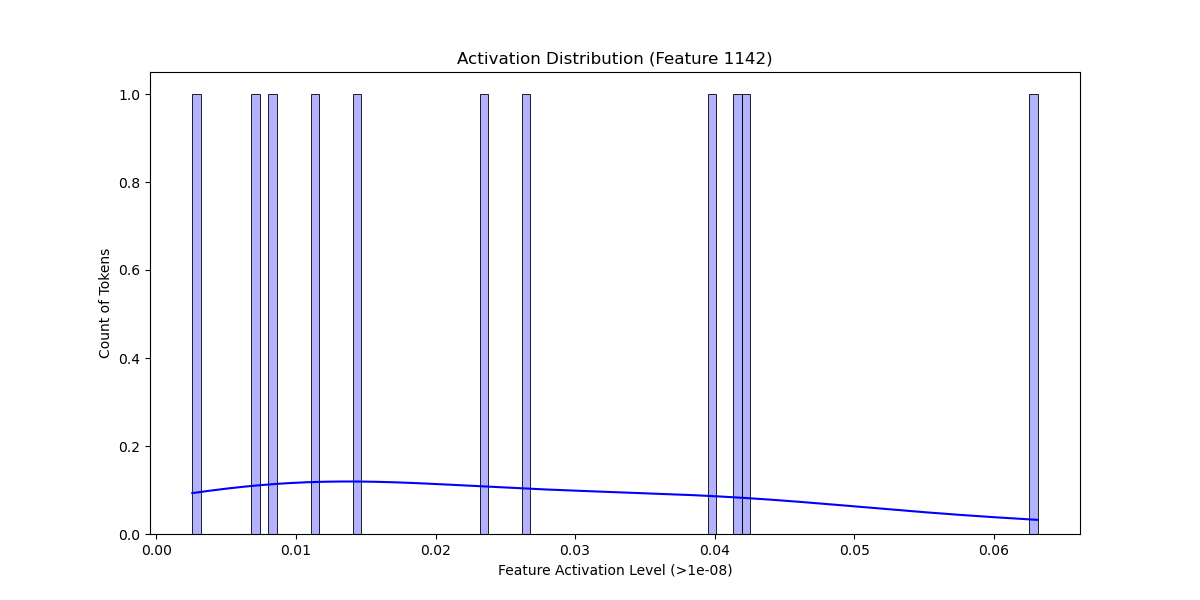 Activation Distribution (Feature 1142)
Count of Tokens
1.0
0.8
0.6
0.4
0.2
0.0
0.00 0.01 0.02 0.03 0.04 0.05 0.06
Feature Activation Level (>1e-08)